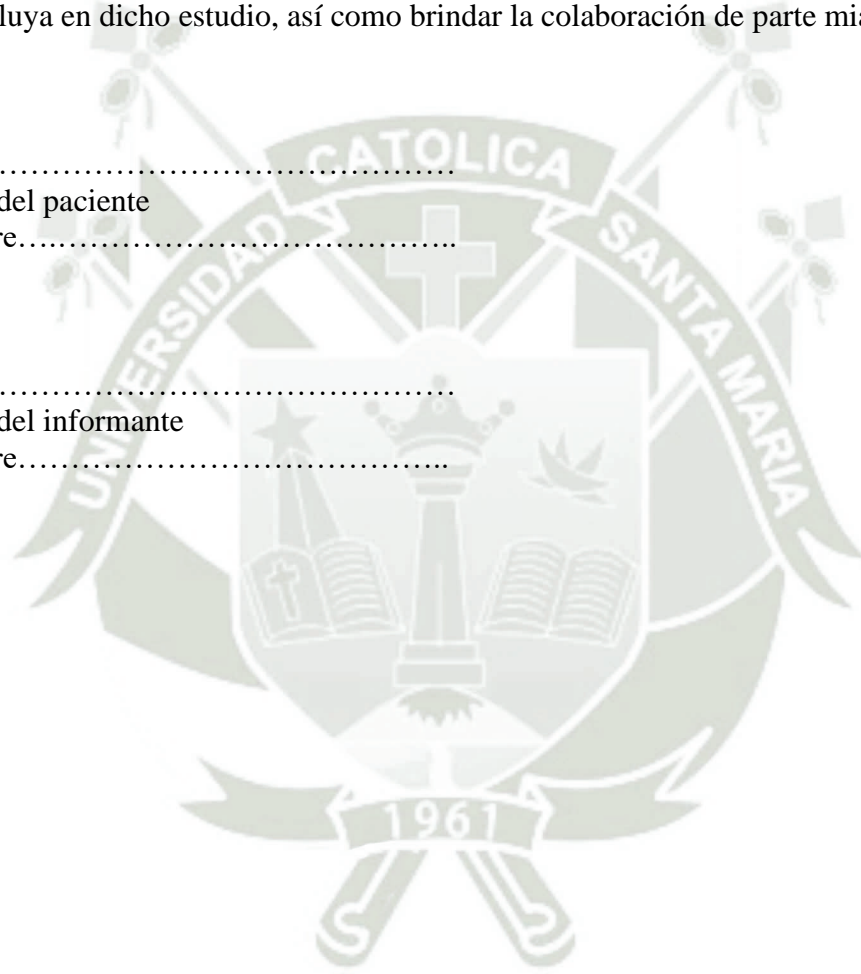 luya en dicho estudio, así como brindar la colaboración de parte mia
……………………………………
del paciente
re….………………………………..
……………………………………
del informante
re…………………………………..
UNIVERSIDAD CATOLICA SANTA MARIA
1961